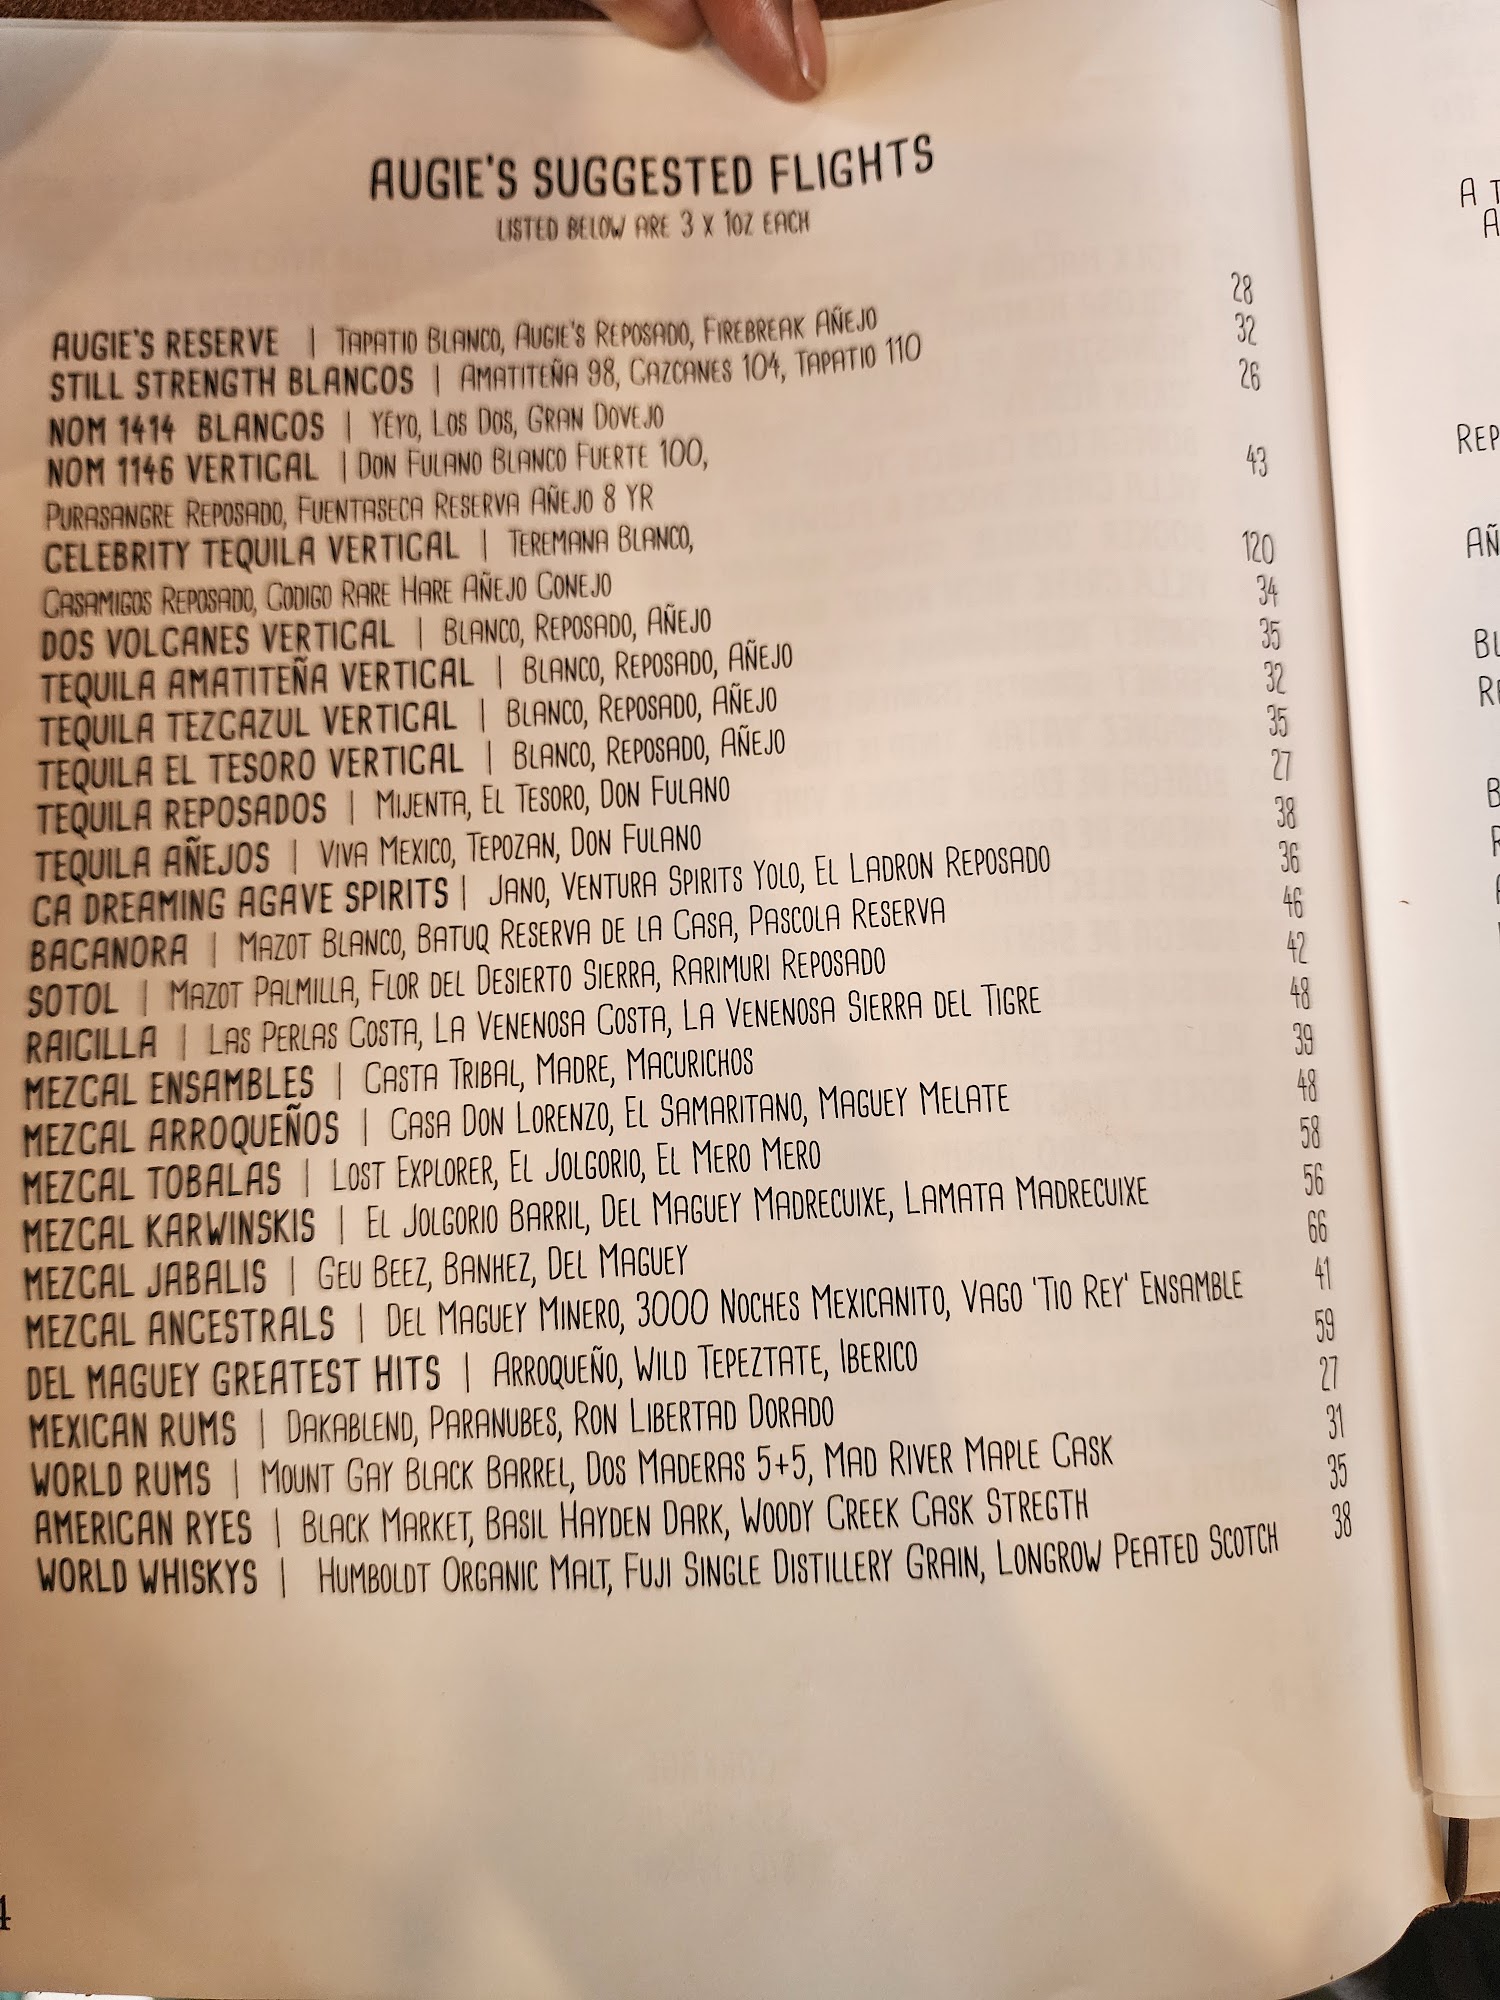 AUGIE'S SUGGESTED FLIGHTS
LISTED BELOW ARE 3 X 1OZ EACH
AUGIE'S RESERVE | TAPATIO BLANCO, AUGIE'S REPOSADO, FIREBREAK AÑEJO 28
STILL STRENGTH BLANCOS | AMATITEÑA 98, CAZCANES 104, TAPATIO 110 32
NOM 1414 BLANCOS | YÉYO, LOS DOS, GRAN DOVEJO 26
NOM 1146 VERTICAL | DON FULANO BLANCO FUERTE 100,
PURASANGRE REPOSADO, FUENTASECA RESERVA AÑEJO 8 YR 43
CELEBRITY TEQUILA VERTICAL | TEREMANA BLANCO,
CASAMIGOS REPOSADO, CODIGO RARE HARE AÑEJO CONEJO 120
DOS VOLCANES VERTICAL | BLANCO, REPOSADO, AÑEJO 34
TEQUILA AMATITEÑA VERTICAL | BLANCO, REPOSADO, AÑEJO 35
TEQUILA TEZCAZUL VERTICAL | BLANCO, REPOSADO, AÑEJO 32
TEQUILA EL TESORO VERTICAL | BLANCO, REPOSADO, AÑEJO 35
TEQUILA REPOSADOS | MIJENTA, EL TESORO, DON FULANO 27
TEQUILA AÑEJOS | VIVA MEXICO, TEPOZAN, DON FULANO 38
CA DREAMING AGAVE SPIRITS | JANO, VENTURA SPIRITS YOLO, EL LADRON REPOSADO 36
BACANORA | MAZOT BLANCO, BATUQ RESERVA DE LA CASA, PASCOLA RESERVA 46
SOTOL | MAZOT PALMILLA, FLOR DEL DESIERTO SIERRA, RARIMURI REPOSADO 42
RAICILLA | LAS PERLAS COSTA, LA VENENOSA COSTA, LA VENENOSA SIERRA DEL TIGRE 48
MEZCAL ENSAMBLES | CASTA TRIBAL, MADRE, MACURICHOS 39
MEZCAL ARROQUEÑOS | CASA DON LORENZO, EL SAMARITANO, MAGUEY MELATE 48
MEZCAL TOBALAS | LOST EXPLORER, EL JOLGORIO, EL MERO MERO 58
MEZCAL KARWINSKIS | EL JOLGORIO BARRIL, DEL MAGUEY MADRECUIXE, LAMATA MADRECUIXE 56
MEZCAL JABALIS | GEU BEEZ, BANHEZ, DEL MAGUEY 66
MEZCAL ANCESTRALS | DEL MAGUEY MINERO, 3000 NOCHES MEXICANITO, VAGO 'TIO REY' ENSAMBLE 41
DEL MAGUEY GREATEST HITS | ARROQUEÑO, WILD TEPEZTATE, IBERICO 59
MEXICAN RUMS | DAKABLEND, PARANUBES, RON LIBERTAD DORADO 27
WORLD RUMS | MOUNT GAY BLACK BARREL, DOS MADERAS 5+5, MAD RIVER MAPLE CASK 31
AMERICAN RYES | BLACK MARKET, BASIL HAYDEN DARK, WOODY CREEK CASK STREGTH 35
WORLD WHISKYS | HUMBOLDT ORGANIC MALT, FUJI SINGLE DISTILLERY GRAIN, LONGROW PEATED SCOTCH 38
4